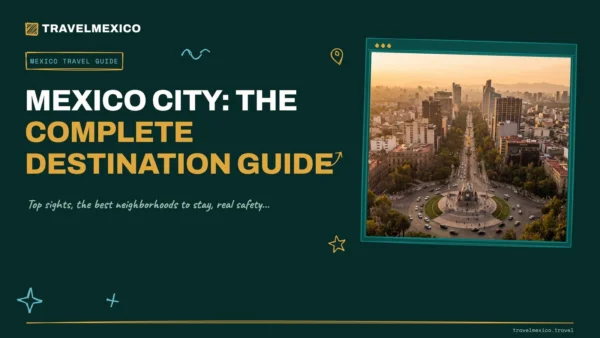 TRAVELMEXICO
MEXICO TRAVEL GUIDE
MEXICO CITY: THE
COMPLETE
DESTINATION GUIDE
Top sights, the best neighborhoods to stay, real safety...
travelmexico.travel